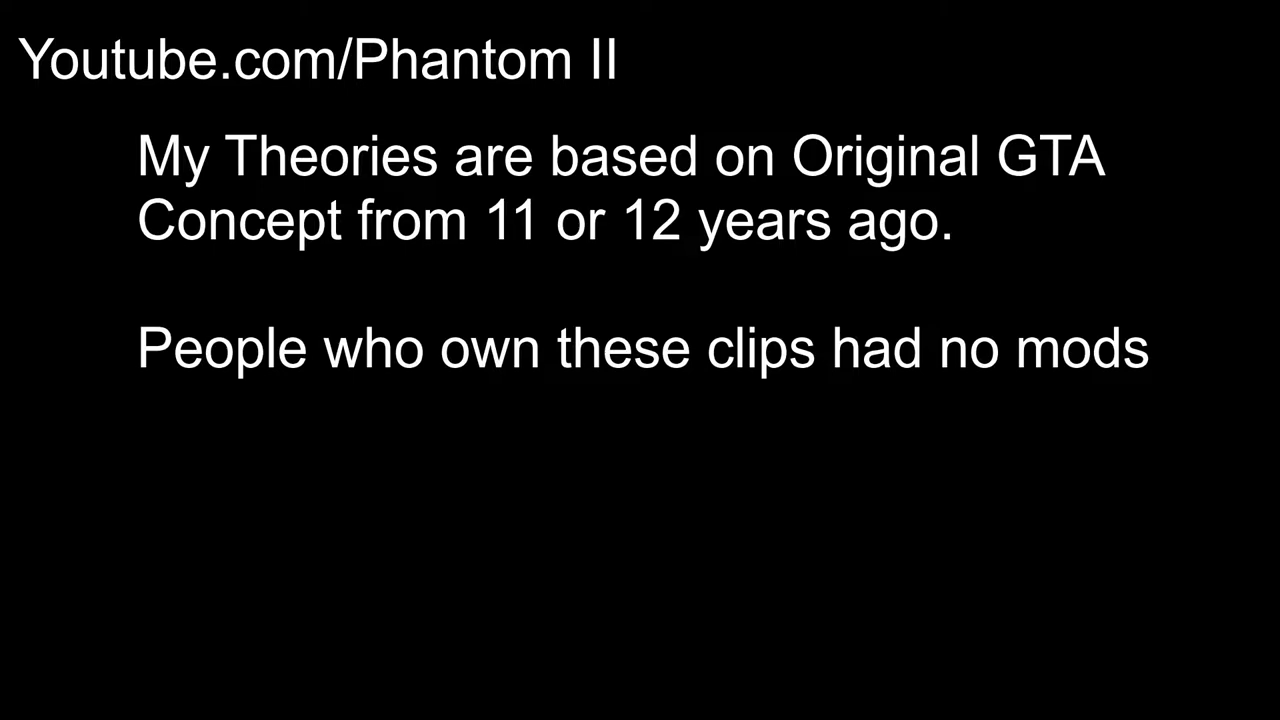 Youtube.com/Phantom II
My Theories are based on Original GTA
Concept from 11 or 12 years ago.
People who own these clips had no mods